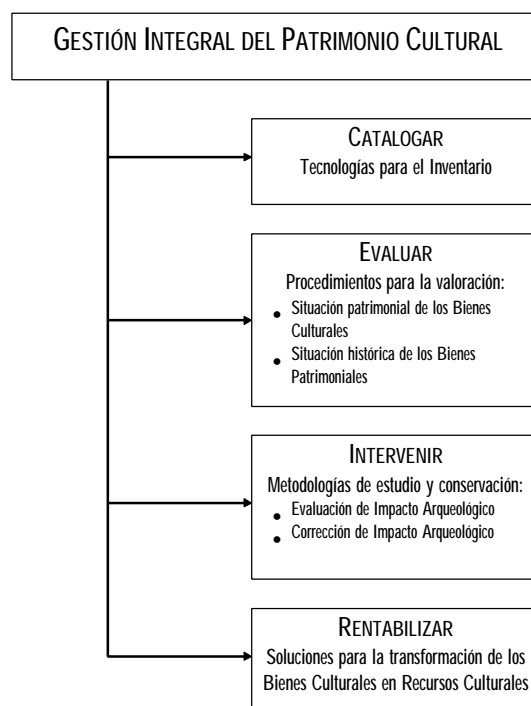 GESTIÓN INTEGRAL DEL PATRIMONIO CULTURAL
CATALOGAR
Tecnologías para el Inventario
EVALUAR
Procedimientos para la valoración:
• Situación patrimonial de los Bienes
Culturales
• Situación histórica de los Bienes
Patrimoniales
INTERVENIR
Metodologías de estudio y conservación:
• Evaluación de Impacto Arqueológico
• Corrección de Impacto Arqueológico
RENTABILIZAR
Soluciones para la transformación de los
Bienes Culturales en Recursos Culturales